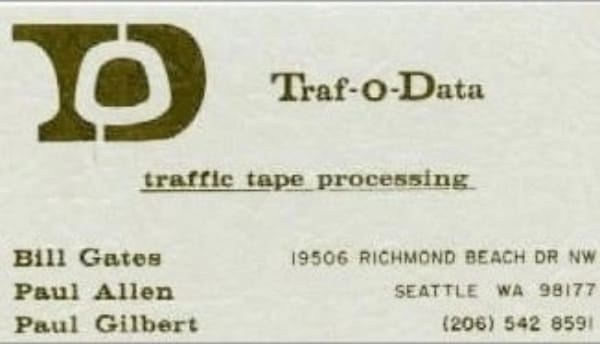 Traf-O-Data
traffic tape processing
Bill Gates 19506 RICHMOND BEACH DR NW
Paul Allen SEATTLE WA 98177
Paul Gilbert (206) 542 8591